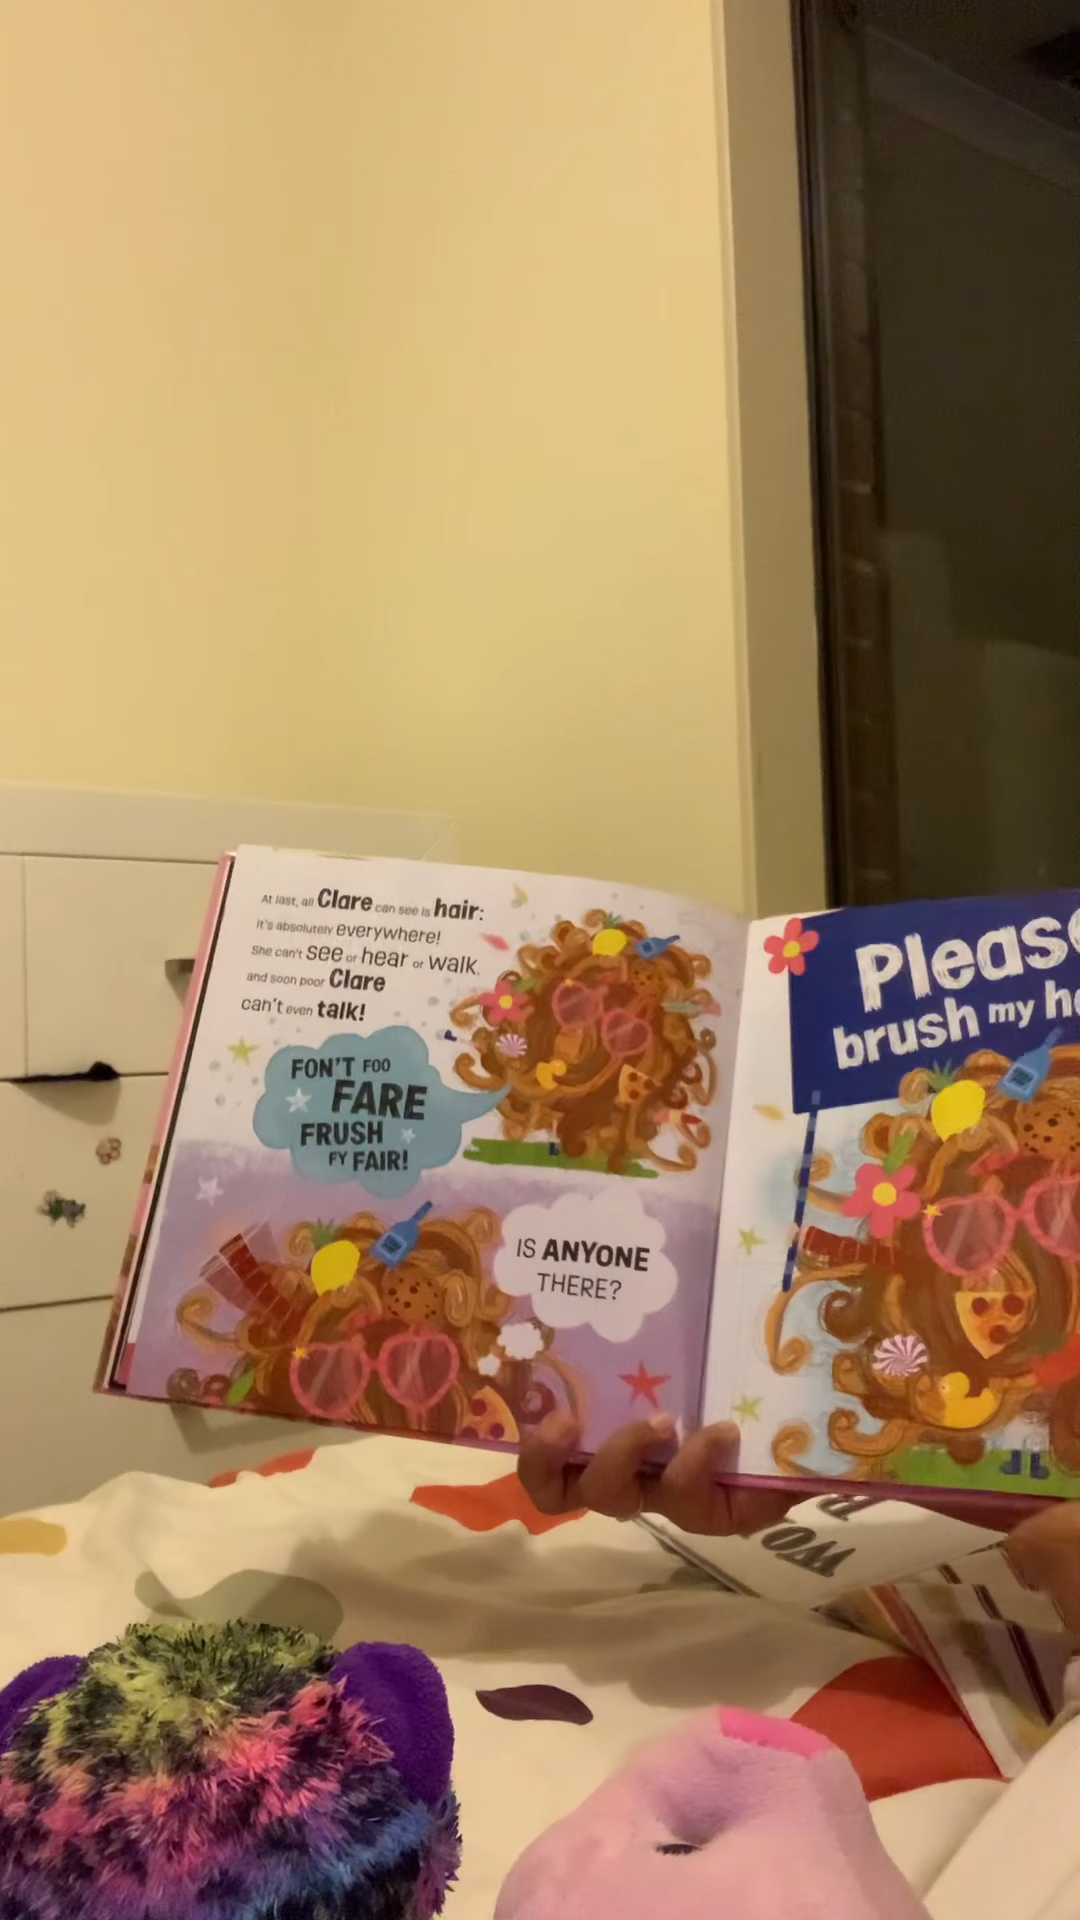 At last, all Clare can see is hair:
It's absolutely everywhere!
She can't see or hear or walk,
and soon poor Clare
can't even talk!
FON'T FOO
FARE
FRUSH
FY FAIR!
IS ANYONE
THERE?
Please
brush my